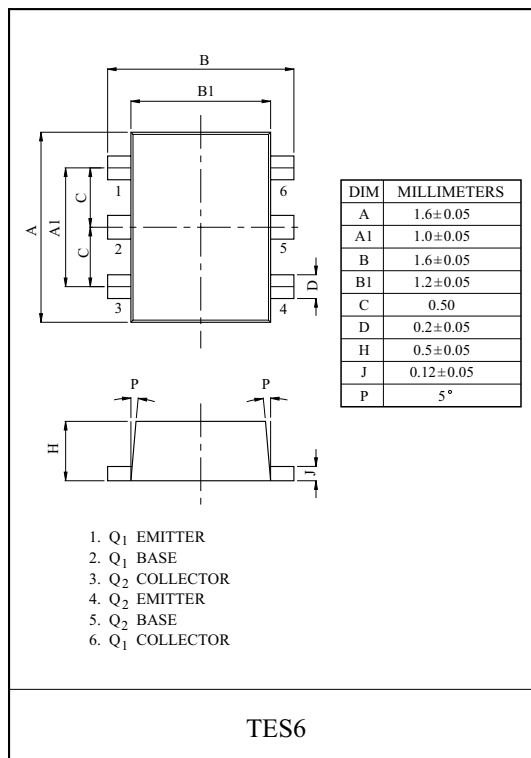 B
B1
A
A1
C
C
1
2
3
6
5
4
D
DIM MILLIMETERS
A 1.6±0.05
A1 1.0±0.05
B 1.6±0.05
B1 1.2±0.05
C 0.50
D 0.2±0.05
H 0.5±0.05
J 0.12±0.05
P 5°
P P
H
J
1. Q₁ EMITTER
2. Q₁ BASE
3. Q₂ COLLECTOR
4. Q₂ EMITTER
5. Q₂ BASE
6. Q₁ COLLECTOR
TES6